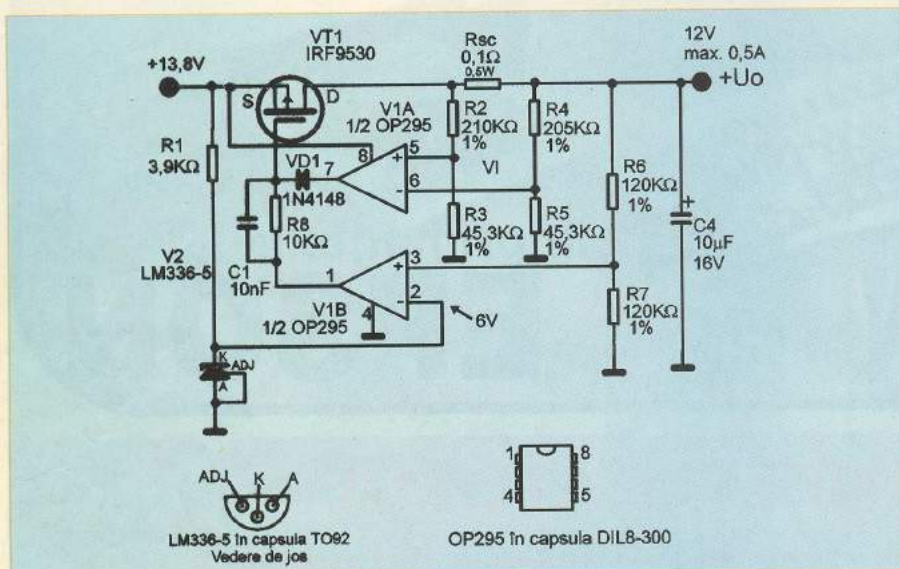 VT1
IRF9530
+13,8V
S
D
Rsc
0,1Ω
0,5W
12V
max. 0,5A
+Uo
R1
3,9KΩ
V1A
1/2 OP295
8
VD1
7
1N4148
+
5
-
6
R2
210KΩ
1%
VI
R4
205KΩ
1%
R3
45,3KΩ
1%
R5
45,3KΩ
1%
R6
120KΩ
1%
+
C4
10µF
16V
R8
10KΩ
C1
10nF
V2
LM336-5
1
V1B
1/2 OP295
4
+
3
-
2
6V
R7
120KΩ
1%
K
ADJ
A
ADJ
K
A
LM336-5 în capsula TO92
Vedere de jos
1
8
4
5
OP295 în capsula DIL8-300